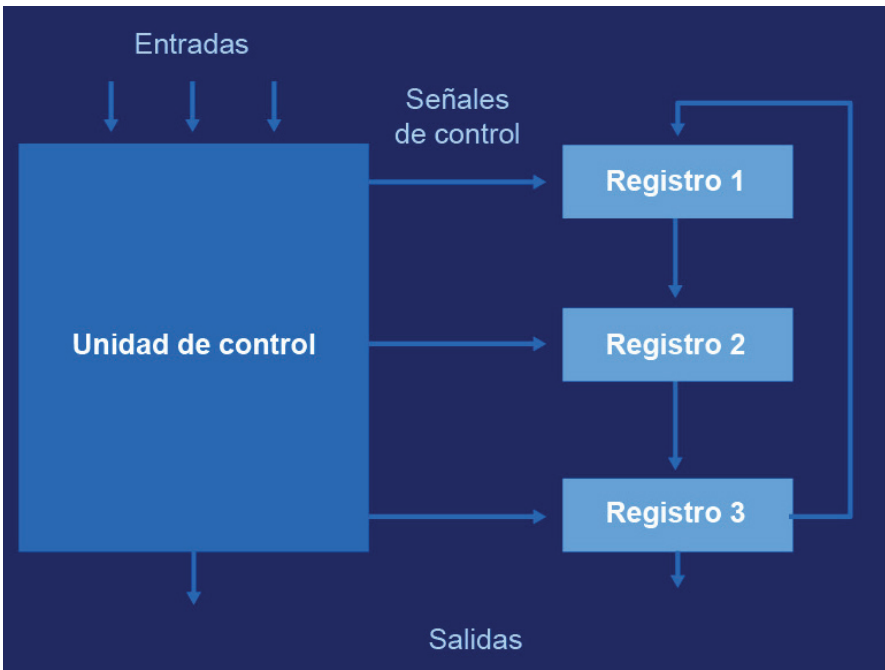 Entradas
Señales
de control
Registro 1
Unidad de control
Registro 2
Registro 3
Salidas